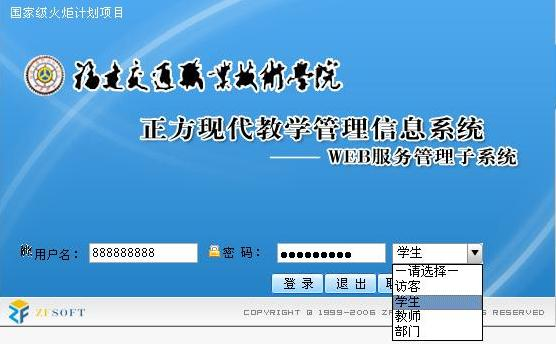 国家级火炬计划项目
福建交通职业技术学院
正方现代教学管理信息系统
—— WEB服务管理子系统
用户名： 888888888 密 码： ●●●●●●●●● 学生
登 录 退 出
—请选择—
访客
学生
教师
部门
ZFSOFT COPYRIGHT @ 1999-2006 ZF RESERVED